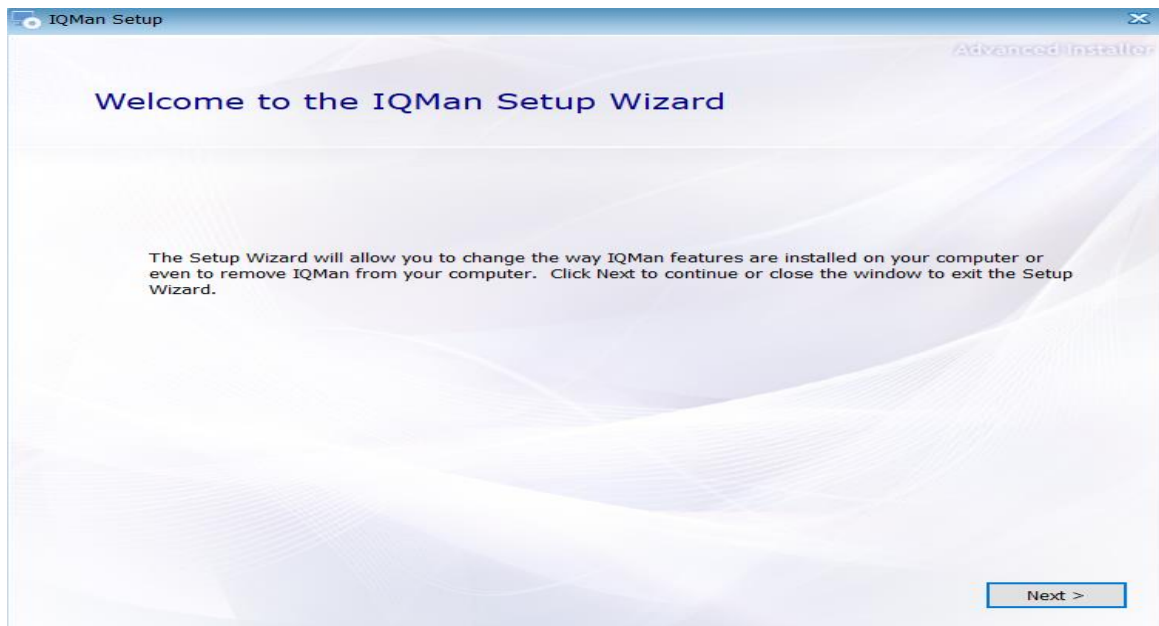 IQMan Setup
Advanced Installer
Welcome to the IQMan Setup Wizard
The Setup Wizard will allow you to change the way IQMan features are installed on your computer or
even to remove IQMan from your computer.  Click Next to continue or close the window to exit the Setup
Wizard.
Next >